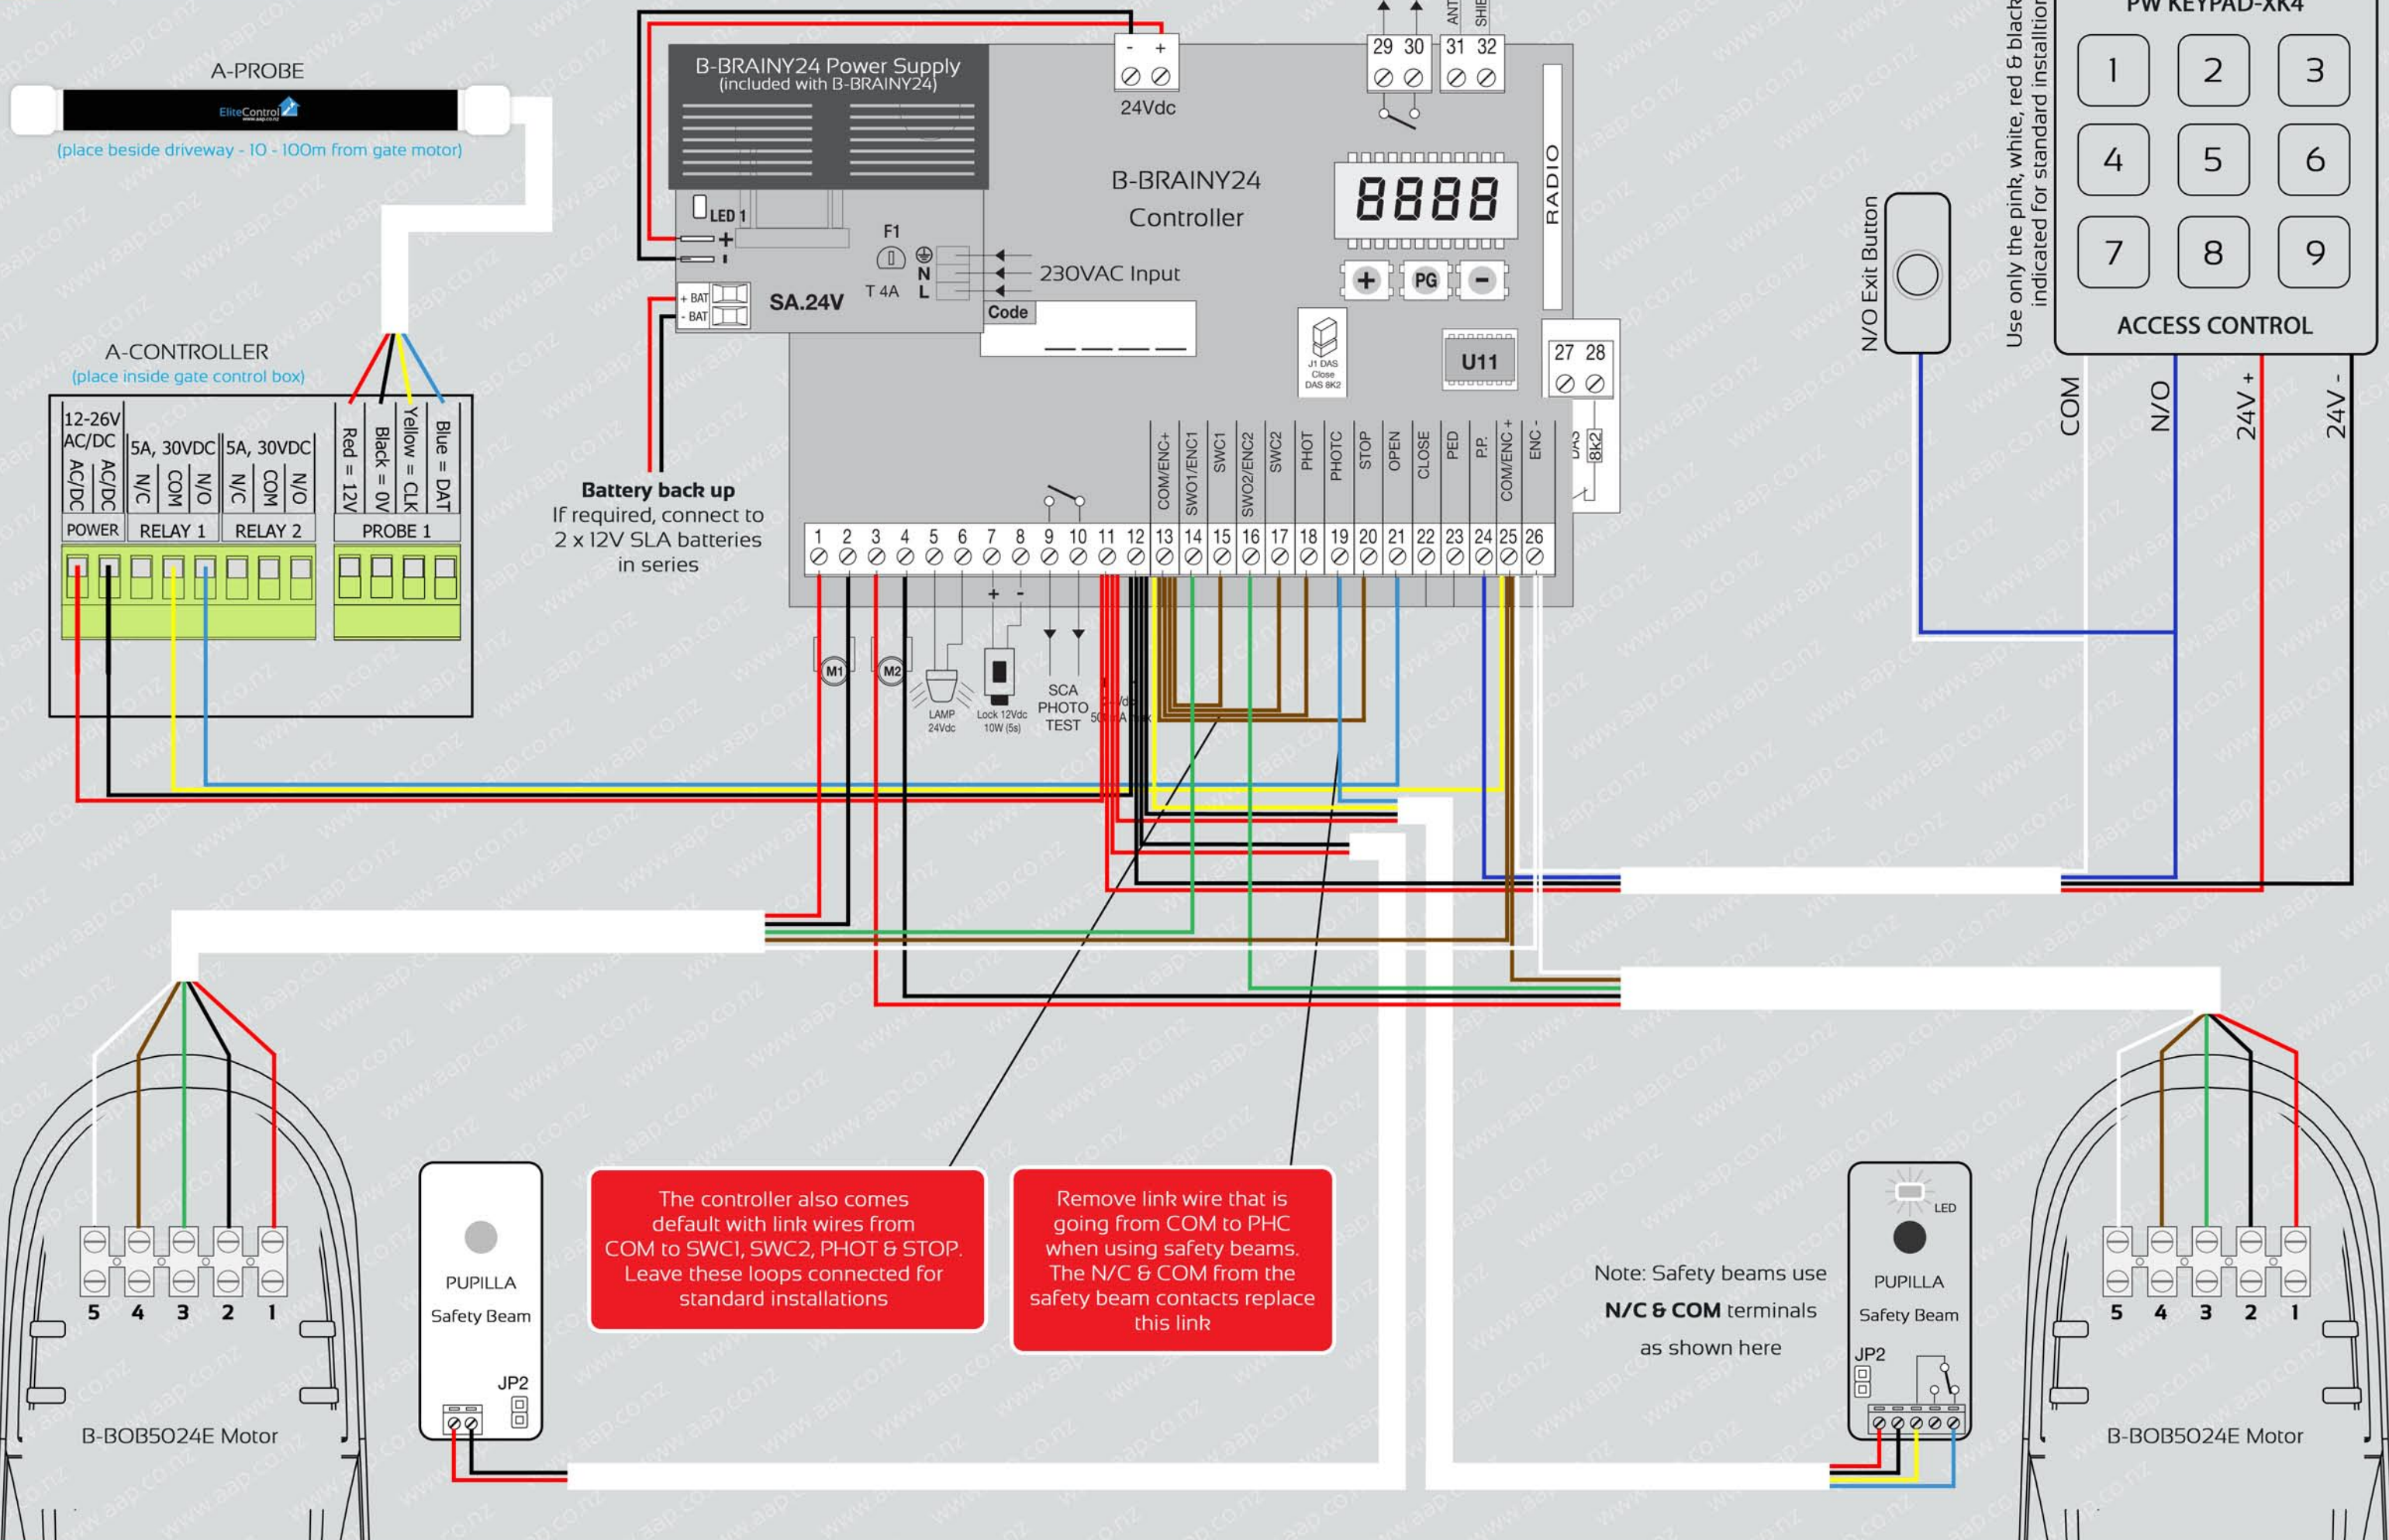 A-PROBE
EliteControl
www.aap.co.nz
(place beside driveway - 10 - 100m from gate motor)
A-CONTROLLER
(place inside gate control box)
12-26V
AC/DC
5A, 30VDC
5A, 30VDC
AC/DC
AC/DC
N/C
COM
N/O
N/C
COM
N/O
Red = 12V
Black = 0V
Yellow = CLK
Blue = DAT
POWER
RELAY 1
RELAY 2
PROBE 1
B-BRAINY24 Power Supply
(included with B-BRAINY24)
LED 1
+
-
+ BAT
- BAT
SA.24V
F1
T 4A
N
L
230VAC Input
Code
Battery back up
If required, connect to
2 x 12V SLA batteries
in series
- +
24Vdc
B-BRAINY24
Controller
29 30 31 32
ANT
SHIE
8888
RADIO
+ PG -
J1 DAS
Close
DAS 8K2
U11
27 28
DAS
8k2
COM/ENC+
SWO1/ENC1
SWC1
SWO2/ENC2
SWC2
PHOT
PHOTC
STOP
OPEN
CLOSE
PED
P.P.
COM/ENC +
ENC -
1 2 3 4 5 6 7 8 9 10 11 12 13 14 15 16 17 18 19 20 21 22 23 24 25 26
+ -
M1
M2
LAMP
24Vdc
Lock 12Vdc
10W (5s)
SCA
PHOTO
TEST
N/O Exit Button
Use only the pink, white, red & black
indicated for standard installation
PW KEYPAD-XK4
1 2 3
4 5 6
7 8 9
ACCESS CONTROL
COM
N/O
24V +
24V -
5 4 3 2 1
B-BOB5024E Motor
PUPILLA
Safety Beam
JP2
The controller also comes
default with link wires from
COM to SWC1, SWC2, PHOT & STOP.
Leave these loops connected for
standard installations
Remove link wire that is
going from COM to PHC
when using safety beams.
The N/C & COM from the
safety beam contacts replace
this link
Note: Safety beams use
N/C & COM terminals
as shown here
LED
PUPILLA
Safety Beam
JP2
5 4 3 2 1
B-BOB5024E Motor
www.aap.co.nz